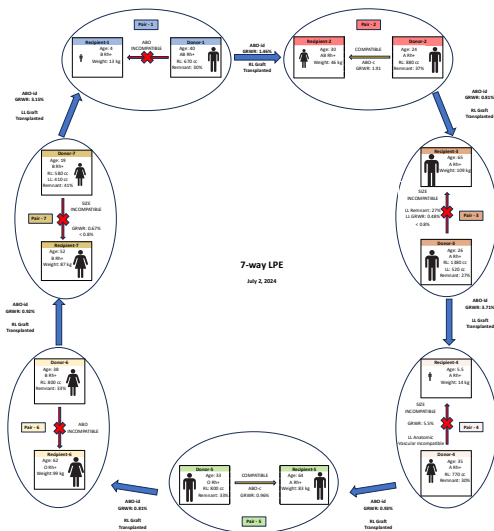 Pair - 1
Recipient-1
Age: 4
B Rh+
Weight: 13 kg
ABO
INCOMPATIBLE
Donor-1
Age: 40
AB Rh+
RL: 670 cc
Remnant: 30%
ABO-id
GRWR: 1.46%
RL Graft
Transplanted
Pair - 2
Recipient-2
Age: 30
AB Rh+
Weight: 46 kg
COMPATIBLE
ABO-c
GRWR: 1.91
Donor-2
Age: 24
A Rh+
RL: 880 cc
Remnant: 37%
ABO-id
GRWR: 0.81%
RL Graft
Transplanted
Recipient-3
Age: 65
A Rh+
Weight: 109 kg
SIZE
INCOMPATIBLE
LL Remnant: 27%
LL GRWR: 0.48%
< 0.8%
Pair - 3
Donor-3
Age: 26
A Rh+
RL: 1380 cc
LL: 520 cc
Remnant: 27%
ABO-id
GRWR: 3.71%
LL Graft
Transplanted
Recipient-4
Age: 5.5
A Rh+
Weight: 14 kg
SIZE
INCOMPATIBLE
GRWR: 5.5%
Pair - 4
LL Anatomic
Vascular Incompatible
Donor-4
Age: 35
A Rh+
RL: 770 cc
Remnant: 30%
ABO-id
GRWR: 0.93%
RL Graft
Transplanted
Donor-5
Age: 33
O Rh+
RL: 800 cc
Remnant: 33%
COMPATIBLE
ABO-c
GRWR: 0.96%
Recipient-5
Age: 64
A Rh+
Weight: 83 kg
Pair - 5
ABO-id
GRWR: 0.81%
RL Graft
Transplanted
Donor-6
Age: 38
B Rh+
RL: 800 cc
Remnant: 33%
Pair - 6
ABO
INCOMPATIBLE
Recipient-6
Age: 62
O Rh+
Weight: 99 kg
ABO-id
GRWR: 0.92%
RL Graft
Transplanted
Donor-7
Age: 19
B Rh+
RL: 580 cc
LL: 410 cc
Remnant: 41%
Pair - 7
SIZE
INCOMPATIBLE
GRWR: 0.67%
< 0.8%
Recipient-7
Age: 52
B Rh+
Weight: 87 kg
ABO-id
GRWR: 3.15%
LL Graft
Transplanted
7-way LPE
July 2, 2024